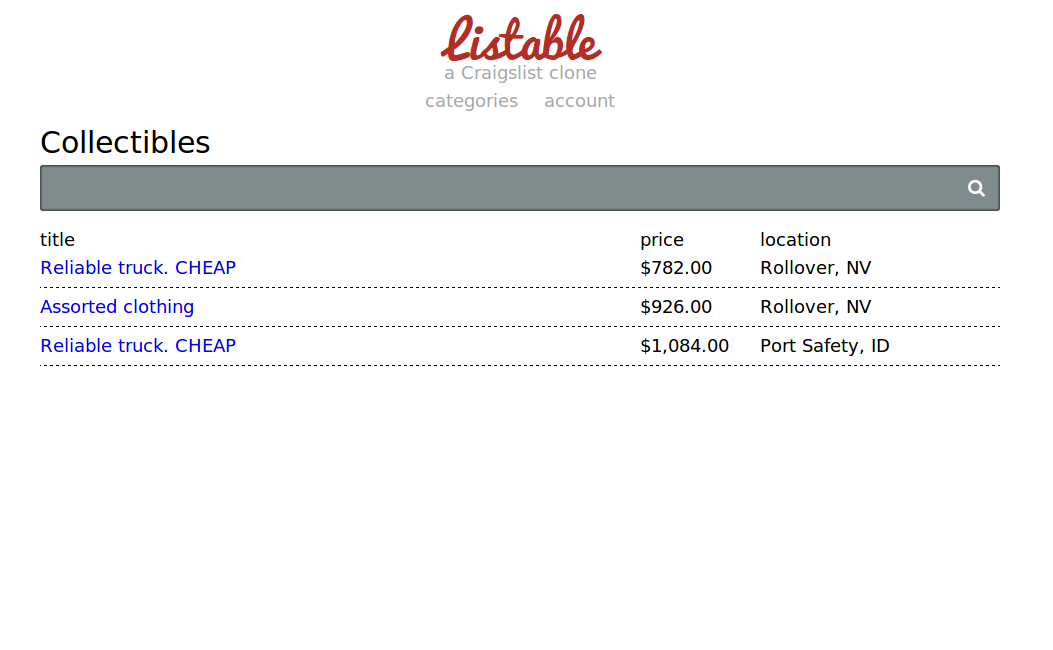 Listable
a Craigslist clone
categories account
Collectibles
title price location
Reliable truck. CHEAP $782.00 Rollover, NV
Assorted clothing $926.00 Rollover, NV
Reliable truck. CHEAP $1,084.00 Port Safety, ID